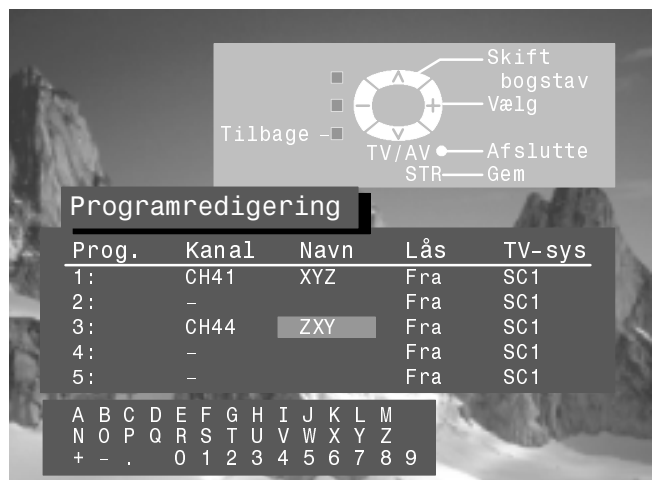 Skift
bogstav
Vælg
Tilbage
TV/AV Afslutte
STR Gem
Programredigering
Prog. Kanal Navn Lås TV-sys
1: CH41 XYZ Fra SC1
2: – Fra SC1
3: CH44 ZXY Fra SC1
4: – Fra SC1
5: – Fra SC1
A B C D E F G H I J K L M
N O P Q R S T U V W X Y Z
+ – . 0 1 2 3 4 5 6 7 8 9